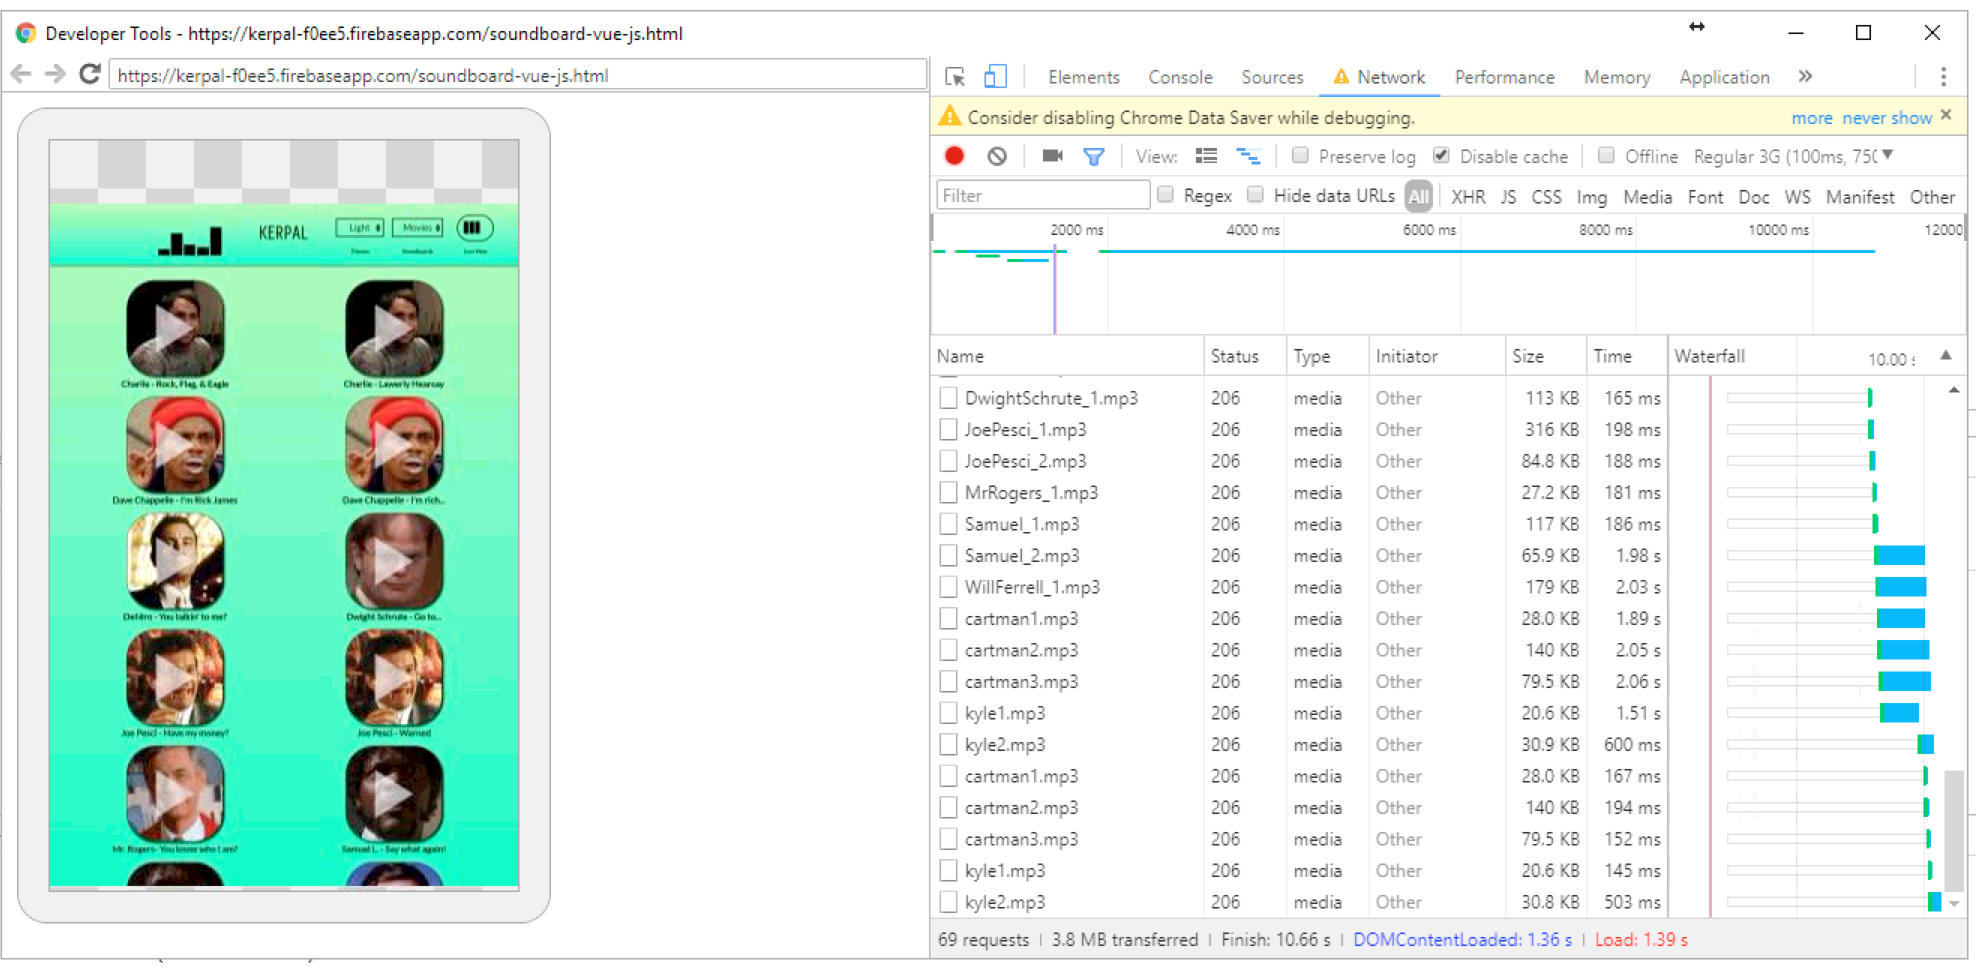 Developer Tools - https://kerpal-f0ee5.firebaseapp.com/soundboard-vue-js.html
https://kerpal-f0ee5.firebaseapp.com/soundboard-vue-js.html
KERPAL Light Movies
Themes Soundboards
Charlie - Rock, Flag, & Eagle Charlie - Lawerly Hearsay
Dave Chappelle - I'm Rick James Dave Chappelle - I'm rich...
DeNiro - You talkin' to me? Dwight Schrute - Go to...
Joe Pesci - Have my money? Joe Pesci - Warned
Mr. Rogers - You know who I am? Samuel L. - Say what again!
Elements Console Sources Network Performance Memory Application »
Consider disabling Chrome Data Saver while debugging. more never show ×
View: Preserve log Disable cache Offline Regular 3G (100ms, 750
Filter Regex Hide data URLs All XHR JS CSS Img Media Font Doc WS Manifest Other
2000 ms 4000 ms 6000 ms 8000 ms 10000 ms 12000
Name Status Type Initiator Size Time Waterfall 10.00 s
DwightSchrute_1.mp3 206 media Other 113 KB 165 ms
JoePesci_1.mp3 206 media Other 316 KB 198 ms
JoePesci_2.mp3 206 media Other 84.8 KB 188 ms
MrRogers_1.mp3 206 media Other 27.2 KB 181 ms
Samuel_1.mp3 206 media Other 117 KB 186 ms
Samuel_2.mp3 206 media Other 65.9 KB 1.98 s
WillFerrell_1.mp3 206 media Other 179 KB 2.03 s
cartman1.mp3 206 media Other 28.0 KB 1.89 s
cartman2.mp3 206 media Other 140 KB 2.05 s
cartman3.mp3 206 media Other 79.5 KB 2.06 s
kyle1.mp3 206 media Other 20.6 KB 1.51 s
kyle2.mp3 206 media Other 30.9 KB 600 ms
cartman1.mp3 206 media Other 28.0 KB 167 ms
cartman2.mp3 206 media Other 140 KB 194 ms
cartman3.mp3 206 media Other 79.5 KB 152 ms
kyle1.mp3 206 media Other 20.6 KB 145 ms
kyle2.mp3 206 media Other 30.8 KB 503 ms
69 requests | 3.8 MB transferred | Finish: 10.66 s | DOMContentLoaded: 1.36 s | Load: 1.39 s